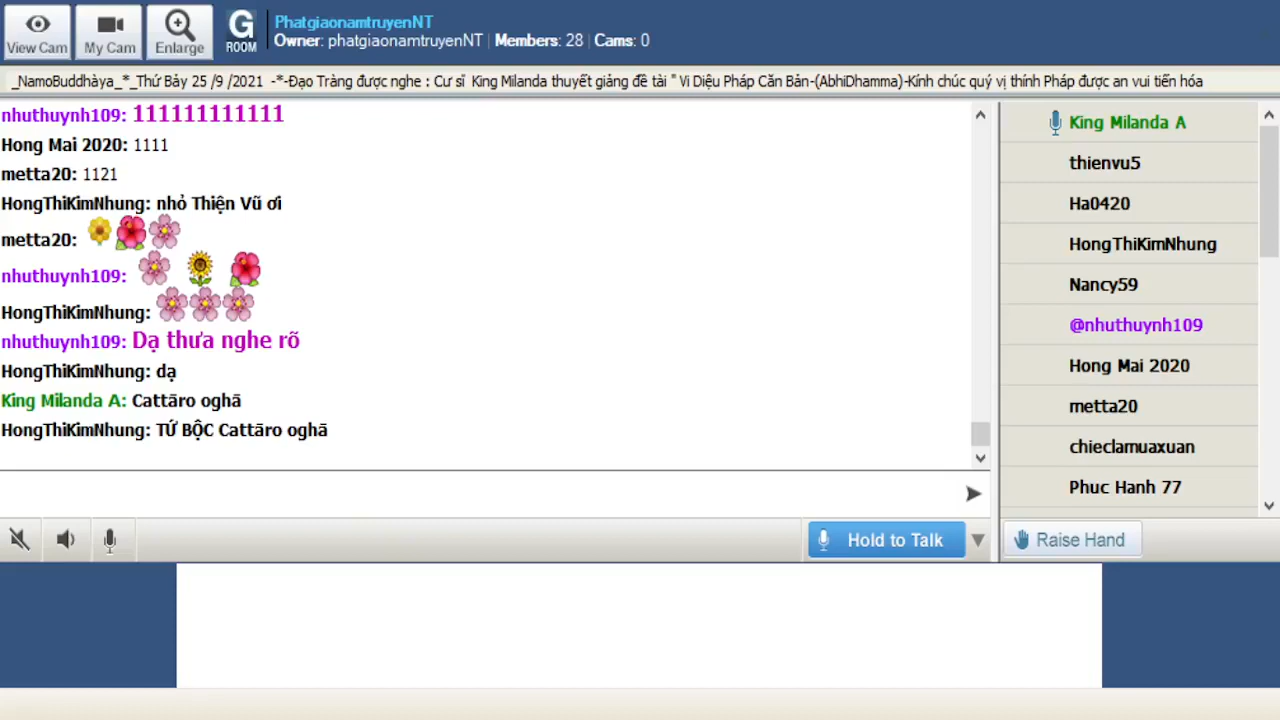 View Cam
My Cam
Enlarge
G
ROOM
PhatgiaonamtruyenNT
Owner: phatgiaonamtruyenNT | Members: 28 | Cams: 0
_NamoBuddhàya_*_Thứ Bảy 25 /9 /2021 -*-Đạo Tràng được nghe : Cư sĩ King Milanda thuyết giảng đề tài " Vi Diệu Pháp Căn Bản-(AbhiDhamma)-Kính chúc quý vị thính Pháp được an vui tiến hóa
nhuthuynh109: 111111111111
Hong Mai 2020: 1111
metta20: 1121
HongThiKimNhung: nhỏ Thiện Vũ ơi
metta20:
nhuthuynh109:
HongThiKimNhung:
nhuthuynh109: Dạ thưa nghe rõ
HongThiKimNhung: dạ
King Milanda A: Cattāro oghā
HongThiKimNhung: TỨ BỘC Cattāro oghā
King Milanda A
thienvu5
Ha0420
HongThiKimNhung
Nancy59
@nhuthuynh109
Hong Mai 2020
metta20
chieclamuaxuan
Phuc Hanh 77
Hold to Talk
Raise Hand